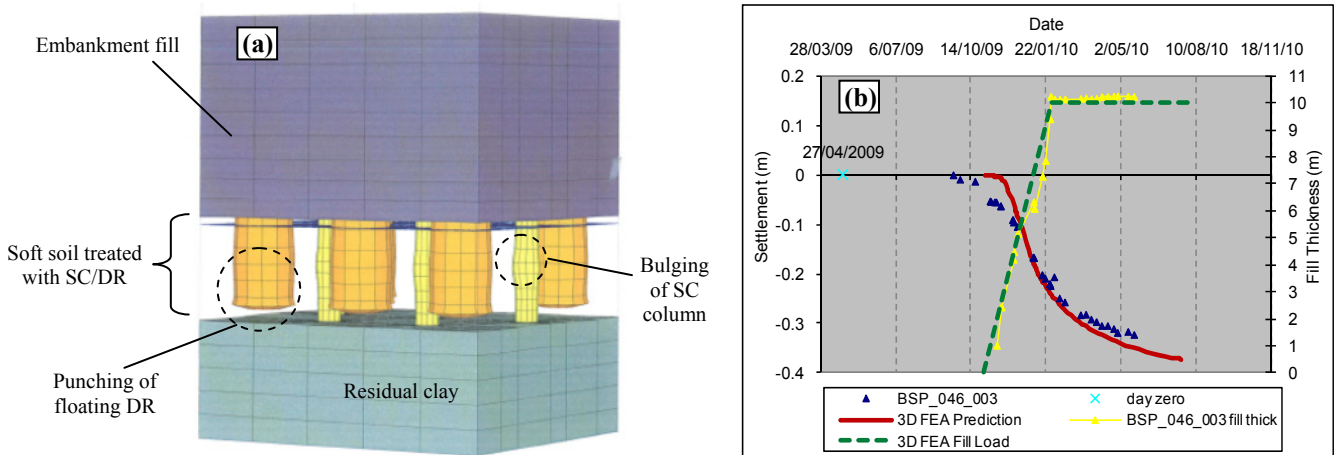 (a)
Embankment fill
Soft soil treated
with SC/DR
Punching of
floating DR
Bulging
of SC
column
Residual clay
Date
28/03/09 6/07/09 14/10/09 22/01/10 2/05/10 10/08/10 18/11/10
(b)
0.2
0.1
0
-0.1
-0.2
-0.3
-0.4
Settlement (m)
27/04/2009
11
10
9
8
7
6
5
4
3
2
1
0
Fill Thickness (m)
BSP_046_003
day zero
3D FEA Prediction
BSP_046_003 fill thick
3D FEA Fill Load